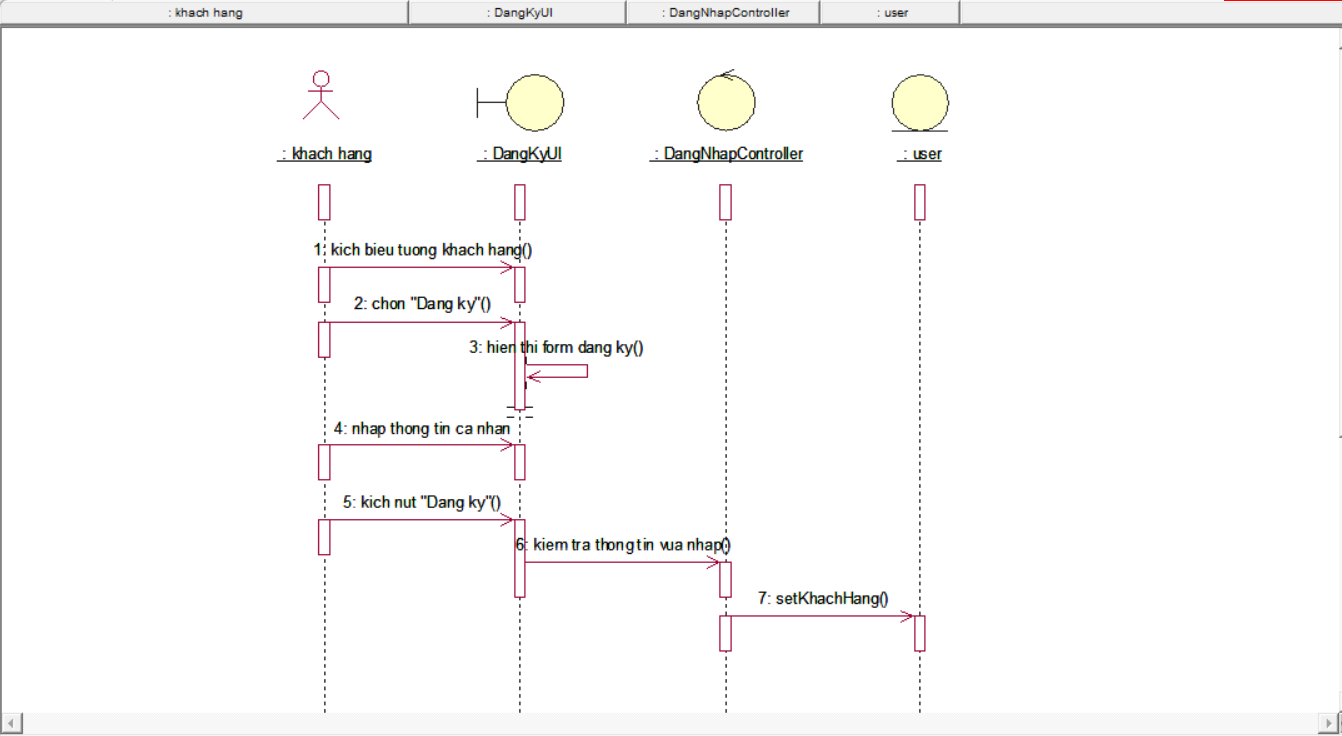 : khach hang : DangKyUI : DangNhapController : user
: khach hang : DangKyUI : DangNhapController : user
1: kich bieu tuong khach hang()
2: chon "Dang ky"()
3: hien thi form dang ky()
4: nhap thong tin ca nhan
5: kich nut "Dang ky"()
6: kiem tra thong tin vua nhap()
7: setKhachHang()